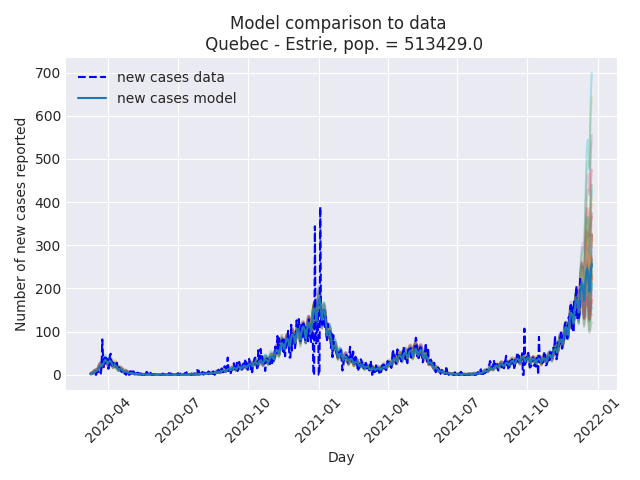 Model comparison to data
Quebec - Estrie, pop. = 513429.0
new cases data
new cases model
Number of new cases reported
700
600
500
400
300
200
100
0
2020-04
2020-07
2020-10
2021-01
2021-04
2021-07
2021-10
2022-01
Day